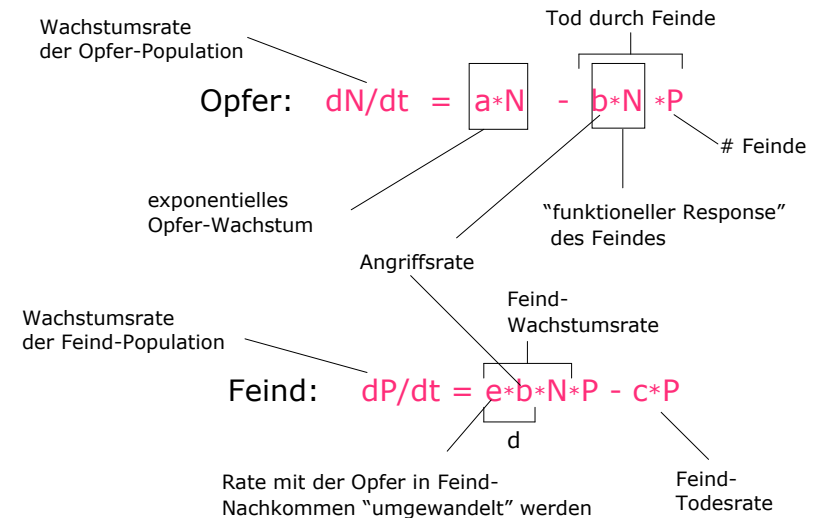 Tod durch Feinde
Wachstumsrate
der Opfer-Population
Opfer: dN/dt = a*N - b*N *P
# Feinde
exponentielles
Opfer-Wachstum
“funktioneller Response”
des Feindes
Angriffsrate
Feind-
Wachstumsrate
Wachstumsrate
der Feind-Population
Feind: dP/dt = e*b*N*P - c*P
d
Rate mit der Opfer in Feind-
Nachkommen “umgewandelt” werden
Feind-
Todesrate